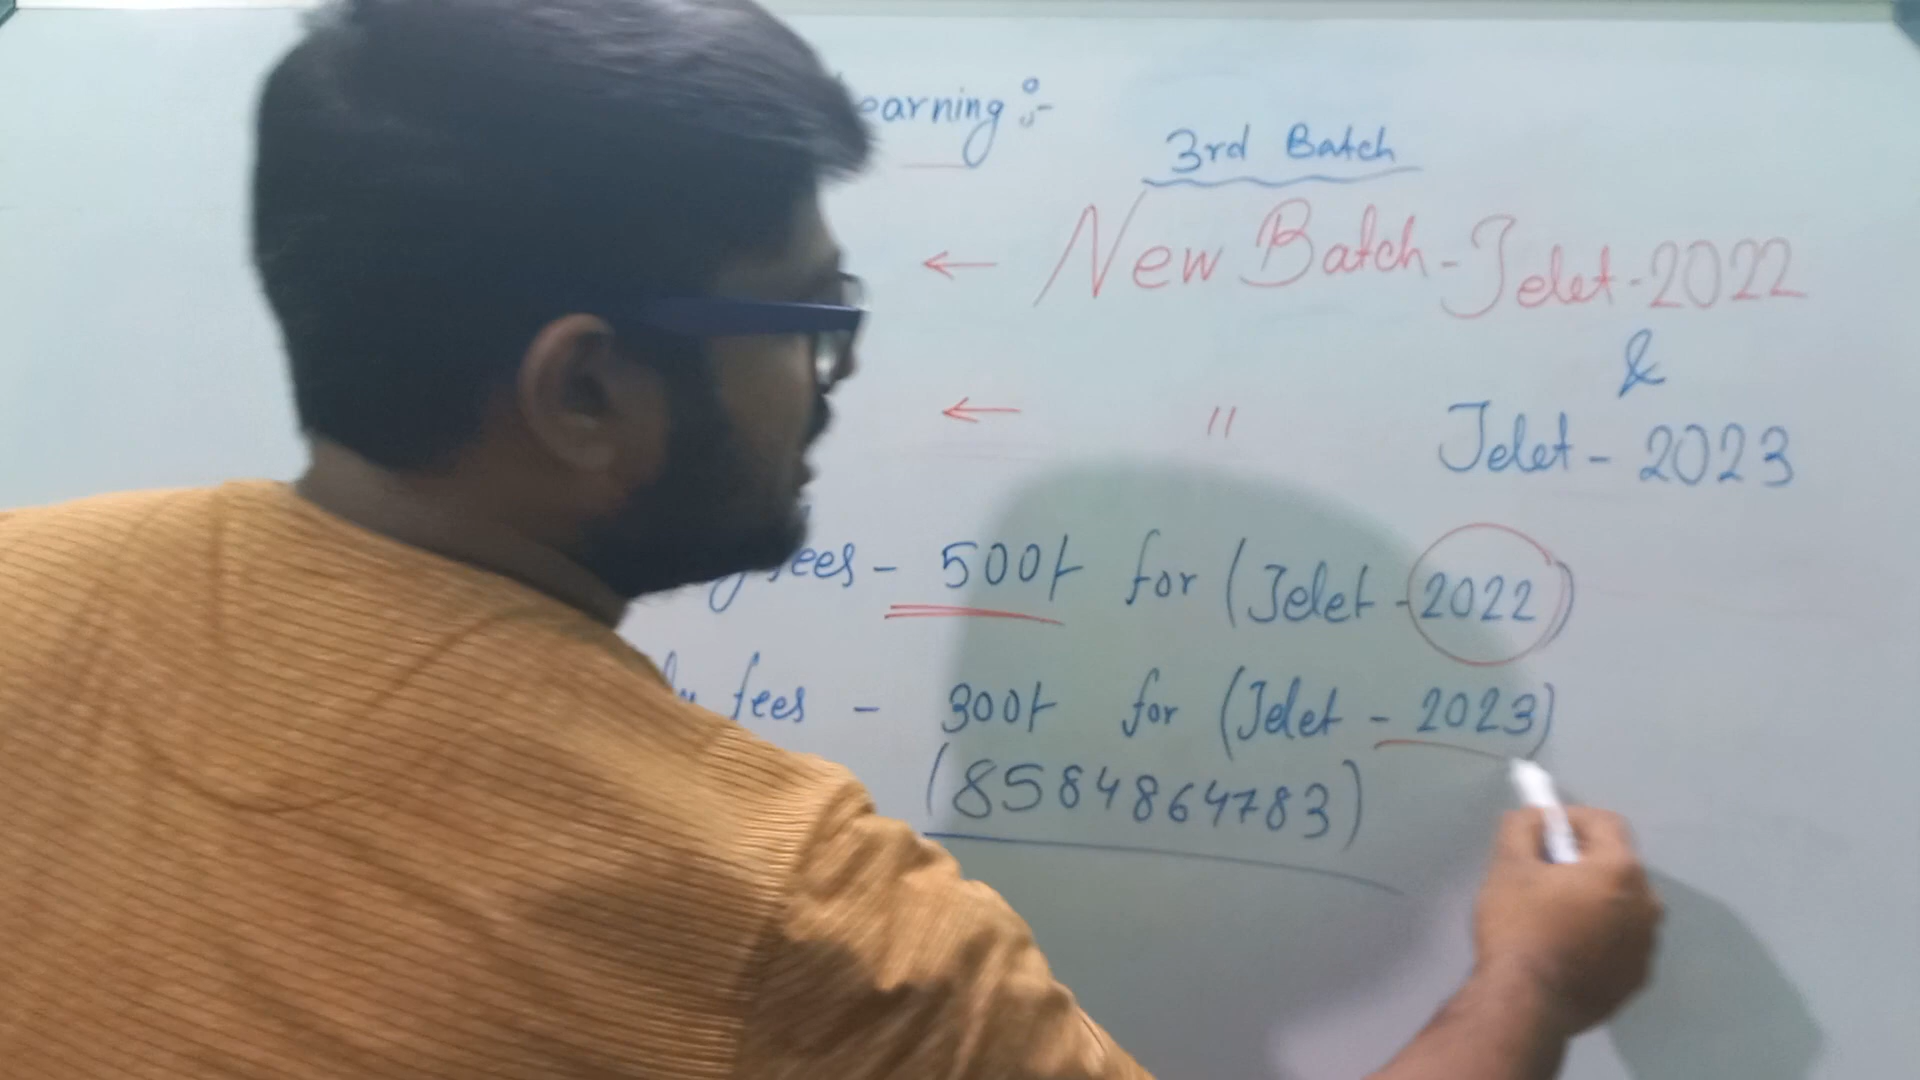 earning :-
3rd Batch
← New Batch - Jelet - 2022
&
← " Jelet - 2023
fees - 500/- for (Jelet - 2022)
fees - 300/- for (Jelet - 2023)
(8584864783)